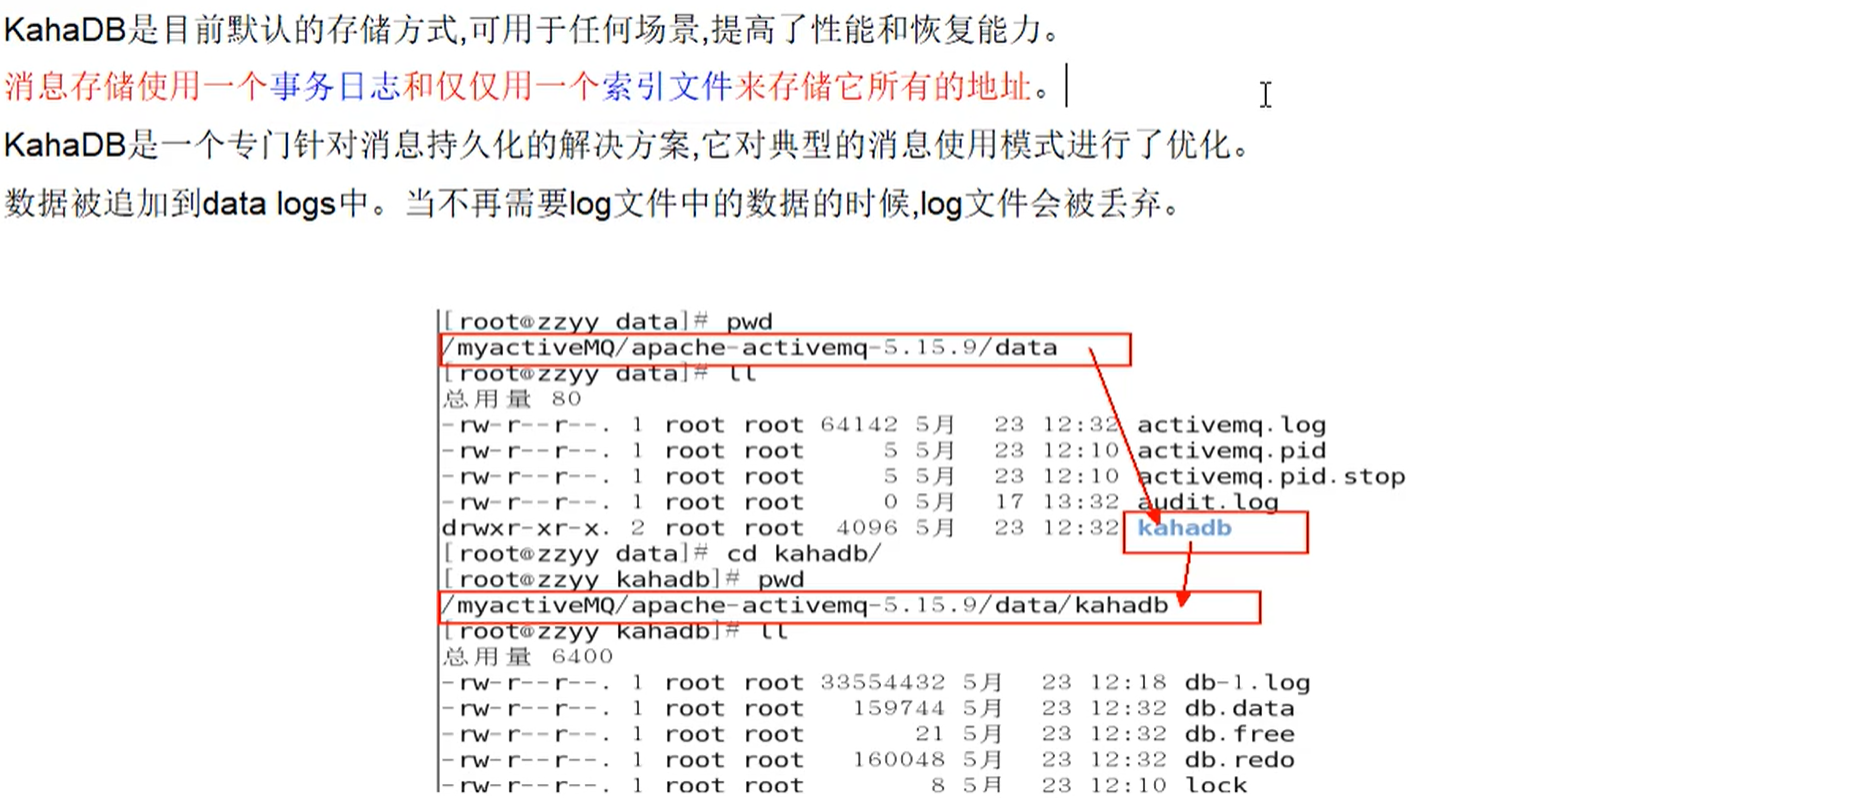 KahaDB是目前默认的存储方式,可用于任何场景,提高了性能和恢复能力。
消息存储使用一个事务日志和仅仅用一个索引文件来存储它所有的地址。
KahaDB是一个专门针对消息持久化的解决方案,它对典型的消息使用模式进行了优化。
数据被追加到data logs中。当不再需要log文件中的数据的时候,log文件会被丢弃。
[root@zzyy data]# pwd
/myactiveMQ/apache-activemq-5.15.9/data
[root@zzyy data]# ll
总用量 80
-rw-r--r--. 1 root root 64142 5月 23 12:32 activemq.log
-rw-r--r--. 1 root root 5 5月 23 12:10 activemq.pid
-rw-r--r--. 1 root root 5 5月 23 12:10 activemq.pid.stop
-rw-r--r--. 1 root root 0 5月 17 13:32 audit.log
drwxr-xr-x. 2 root root 4096 5月 23 12:32 kahadb
[root@zzyy data]# cd kahadb/
[root@zzyy kahadb]# pwd
/myactiveMQ/apache-activemq-5.15.9/data/kahadb
[root@zzyy kahadb]# ll
总用量 6400
-rw-r--r--. 1 root root 33554432 5月 23 12:18 db-1.log
-rw-r--r--. 1 root root 159744 5月 23 12:32 db.data
-rw-r--r--. 1 root root 21 5月 23 12:32 db.free
-rw-r--r--. 1 root root 160048 5月 23 12:32 db.redo
-rw-r--r--. 1 root root 8 5月 23 12:10 lock